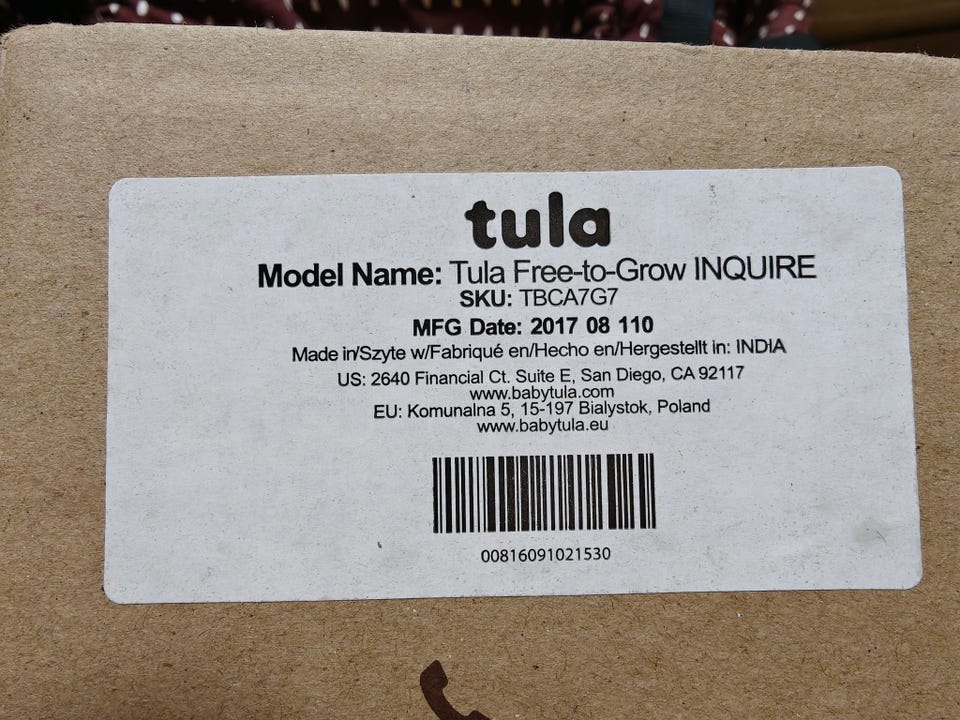 tula
Model Name: Tula Free-to-Grow INQUIRE
SKU: TBCA7G7
MFG Date: 2017 08 110
Made in/Szyte w/Fabriqué en/Hecho en/Hergestellt in: INDIA
US: 2640 Financial Ct. Suite E, San Diego, CA 92117
www.babytula.com
EU: Komunalna 5, 15-197 Bialystok, Poland
www.babytula.eu
00816091021530